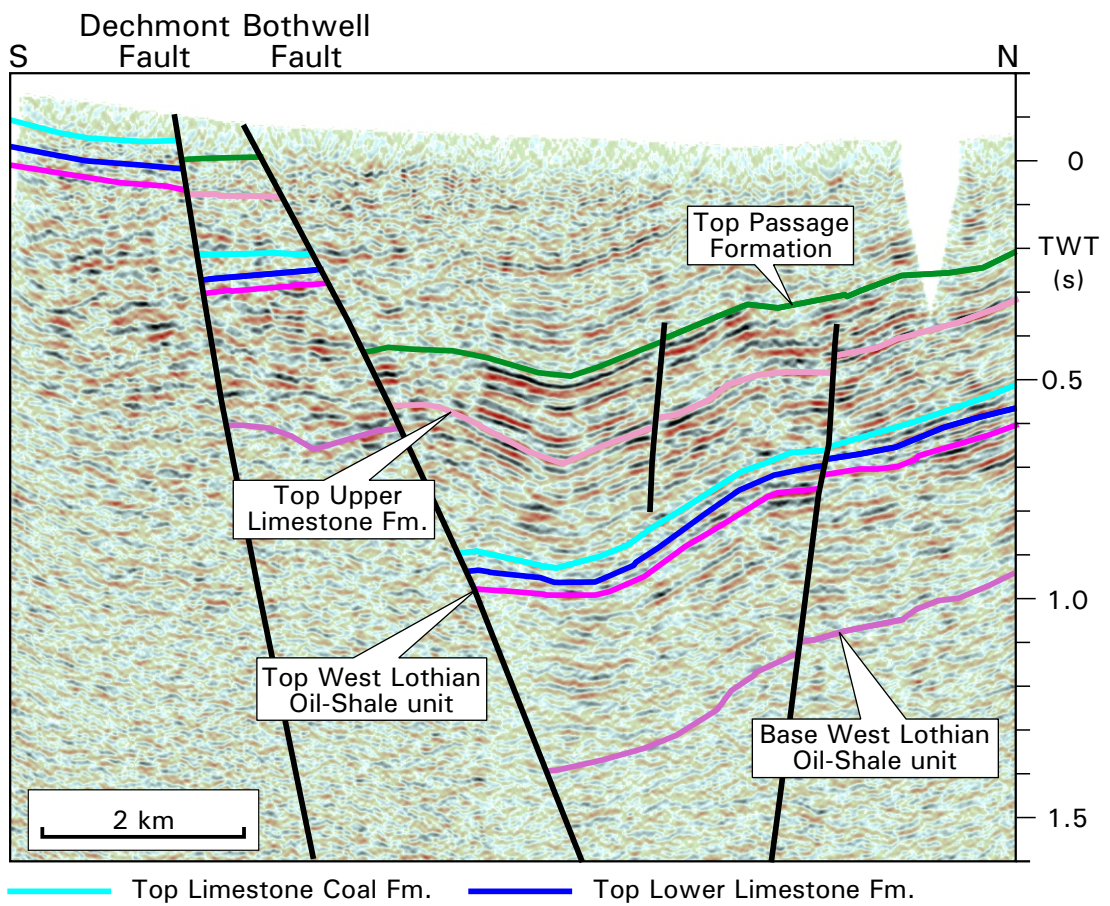 Dechmont Bothwell
Fault Fault
S
N
0
Top Passage
Formation
TWT
(s)
0.5
Top Upper
Limestone Fm.
1.0
Top West Lothian
Oil-Shale unit
Base West Lothian
Oil-Shale unit
2 km
1.5
Top Limestone Coal Fm.
Top Lower Limestone Fm.